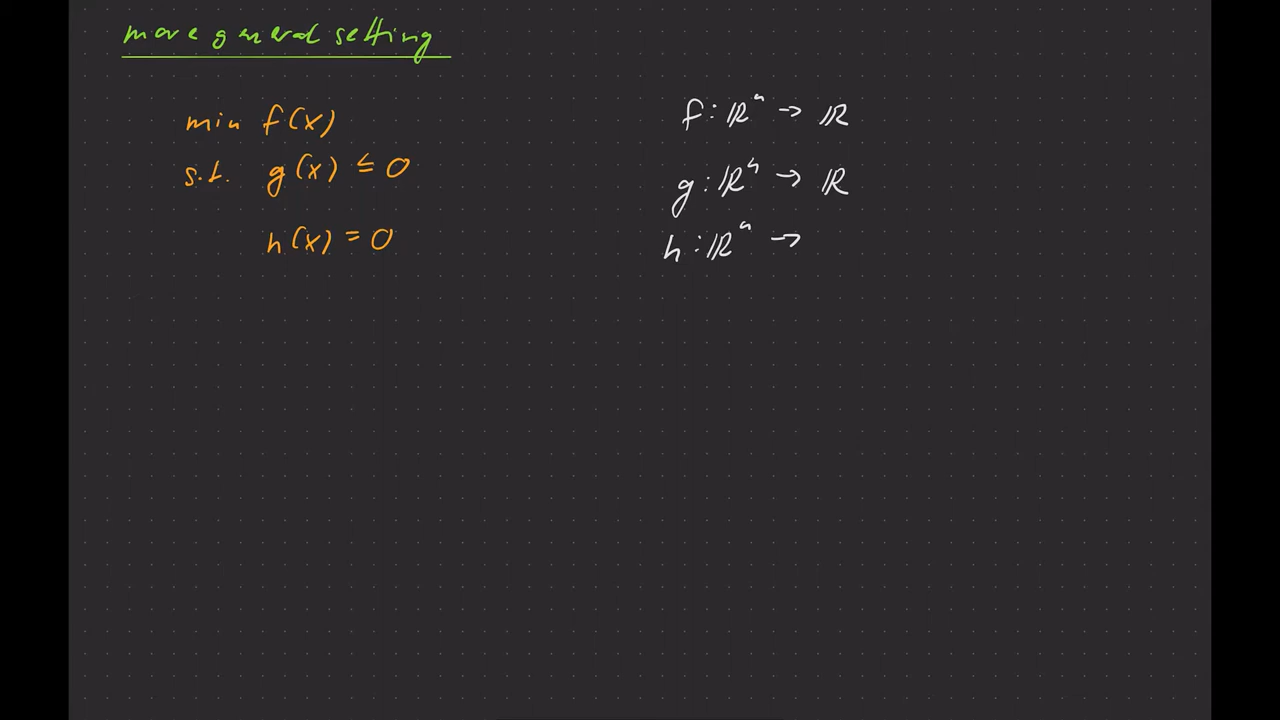 more general setting
min f(x)
s.t. g(x) ≤ 0
h(x) = 0
f: ℝⁿ → ℝ
g: ℝⁿ → ℝ
h: ℝⁿ →